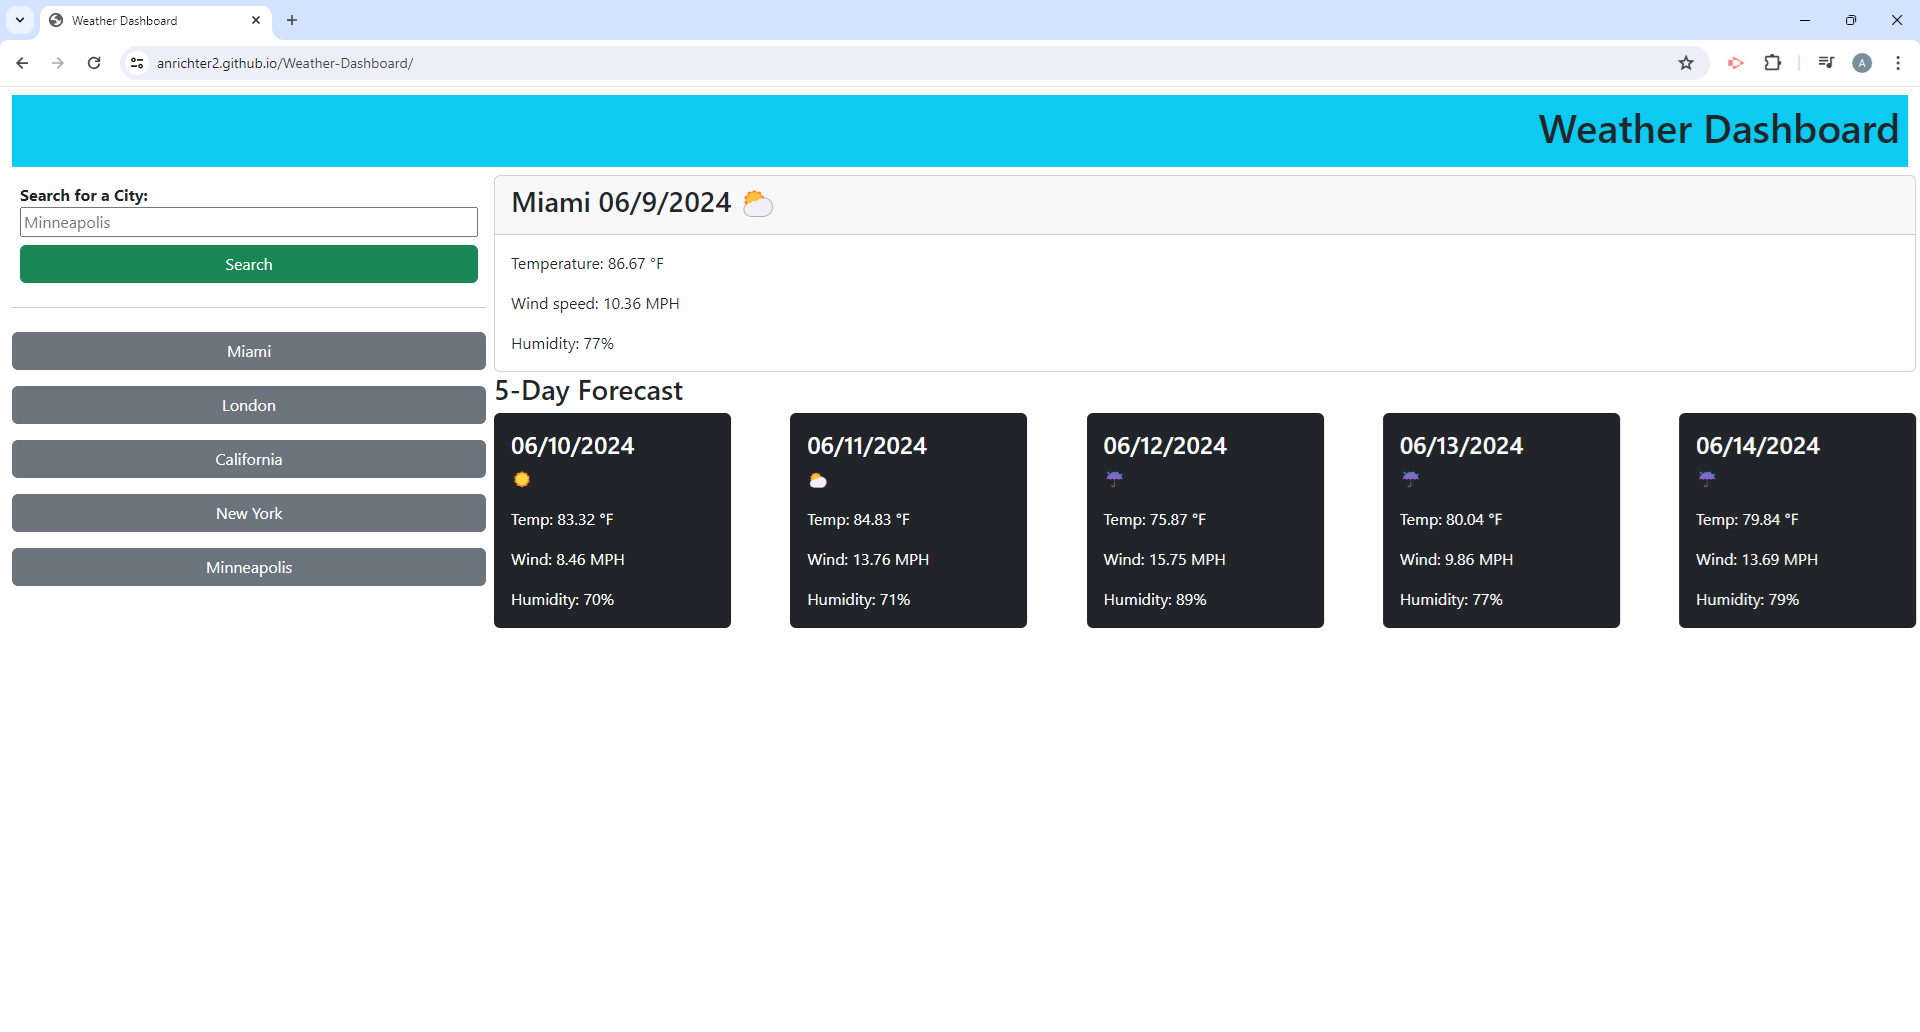 Weather Dashboard
anrichter2.github.io/Weather-Dashboard/
A
Weather Dashboard
Search for a City:
Minneapolis
Search
Miami
London
California
New York
Minneapolis
Miami 06/9/2024
Temperature: 86.67 °F
Wind speed: 10.36 MPH
Humidity: 77%
5-Day Forecast
06/10/2024
Temp: 83.32 °F
Wind: 8.46 MPH
Humidity: 70%
06/11/2024
Temp: 84.83 °F
Wind: 13.76 MPH
Humidity: 71%
06/12/2024
Temp: 75.87 °F
Wind: 15.75 MPH
Humidity: 89%
06/13/2024
Temp: 80.04 °F
Wind: 9.86 MPH
Humidity: 77%
06/14/2024
Temp: 79.84 °F
Wind: 13.69 MPH
Humidity: 79%